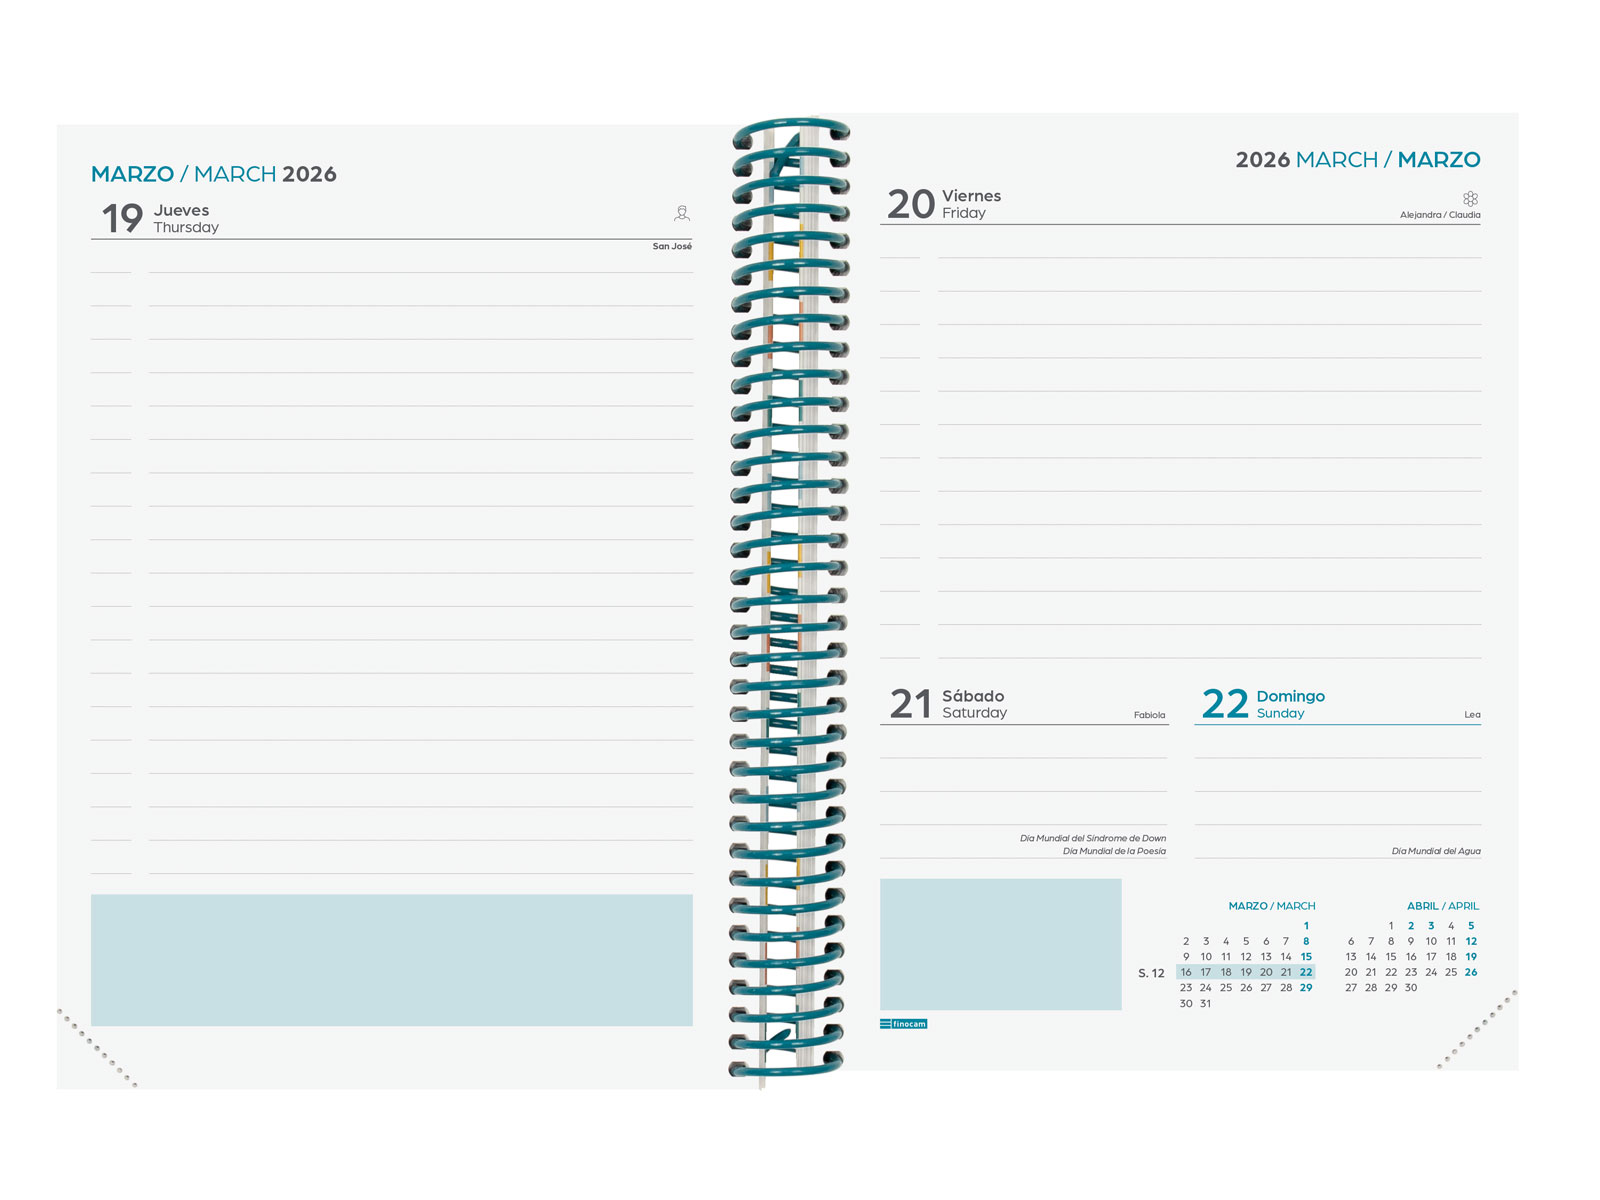 MARZO / MARCH 2026
19 Jueves
Thursday
San José
2026 MARCH / MARZO
20 Viernes
Friday
Alejandra / Claudia
21 Sábado
Saturday
Fabiola
Día Mundial del Síndrome de Down
Día Mundial de la Poesía
22 Domingo
Sunday
Lea
Día Mundial del Agua
finocam
MARZO / MARCH
1
2 3 4 5 6 7 8
9 10 11 12 13 14 15
S. 12 16 17 18 19 20 21 22
23 24 25 26 27 28 29
30 31
ABRIL / APRIL
1 2 3 4 5
6 7 8 9 10 11 12
13 14 15 16 17 18 19
20 21 22 23 24 25 26
27 28 29 30